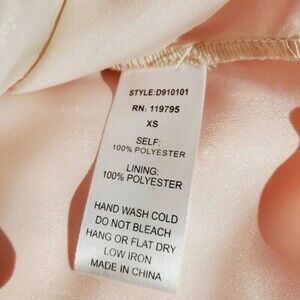 STYLE:D910101
RN: 119795
XS
SELF:
100% POLYESTER
LINING:
100% POLYESTER
HAND WASH COLD
DO NOT BLEACH
HANG OR FLAT DRY
LOW IRON
MADE IN CHINA